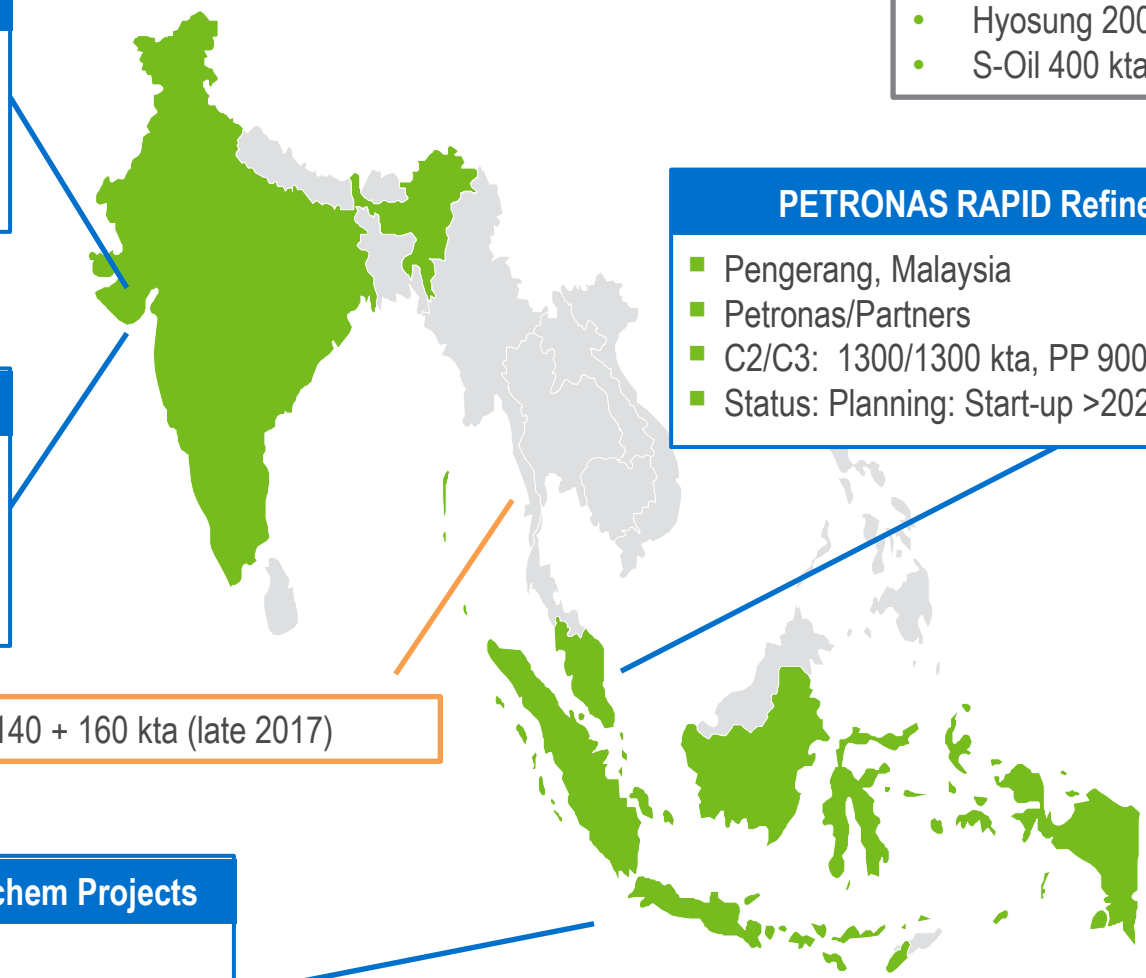 • Hyosung 200
• S-Oil 400 kta
PETRONAS RAPID Refine
■ Pengerang, Malaysia
■ Petronas/Partners
■ C2/C3: 1300/1300 kta, PP 900
■ Status: Planning: Start-up >202
140 + 160 kta (late 2017)
chem Projects